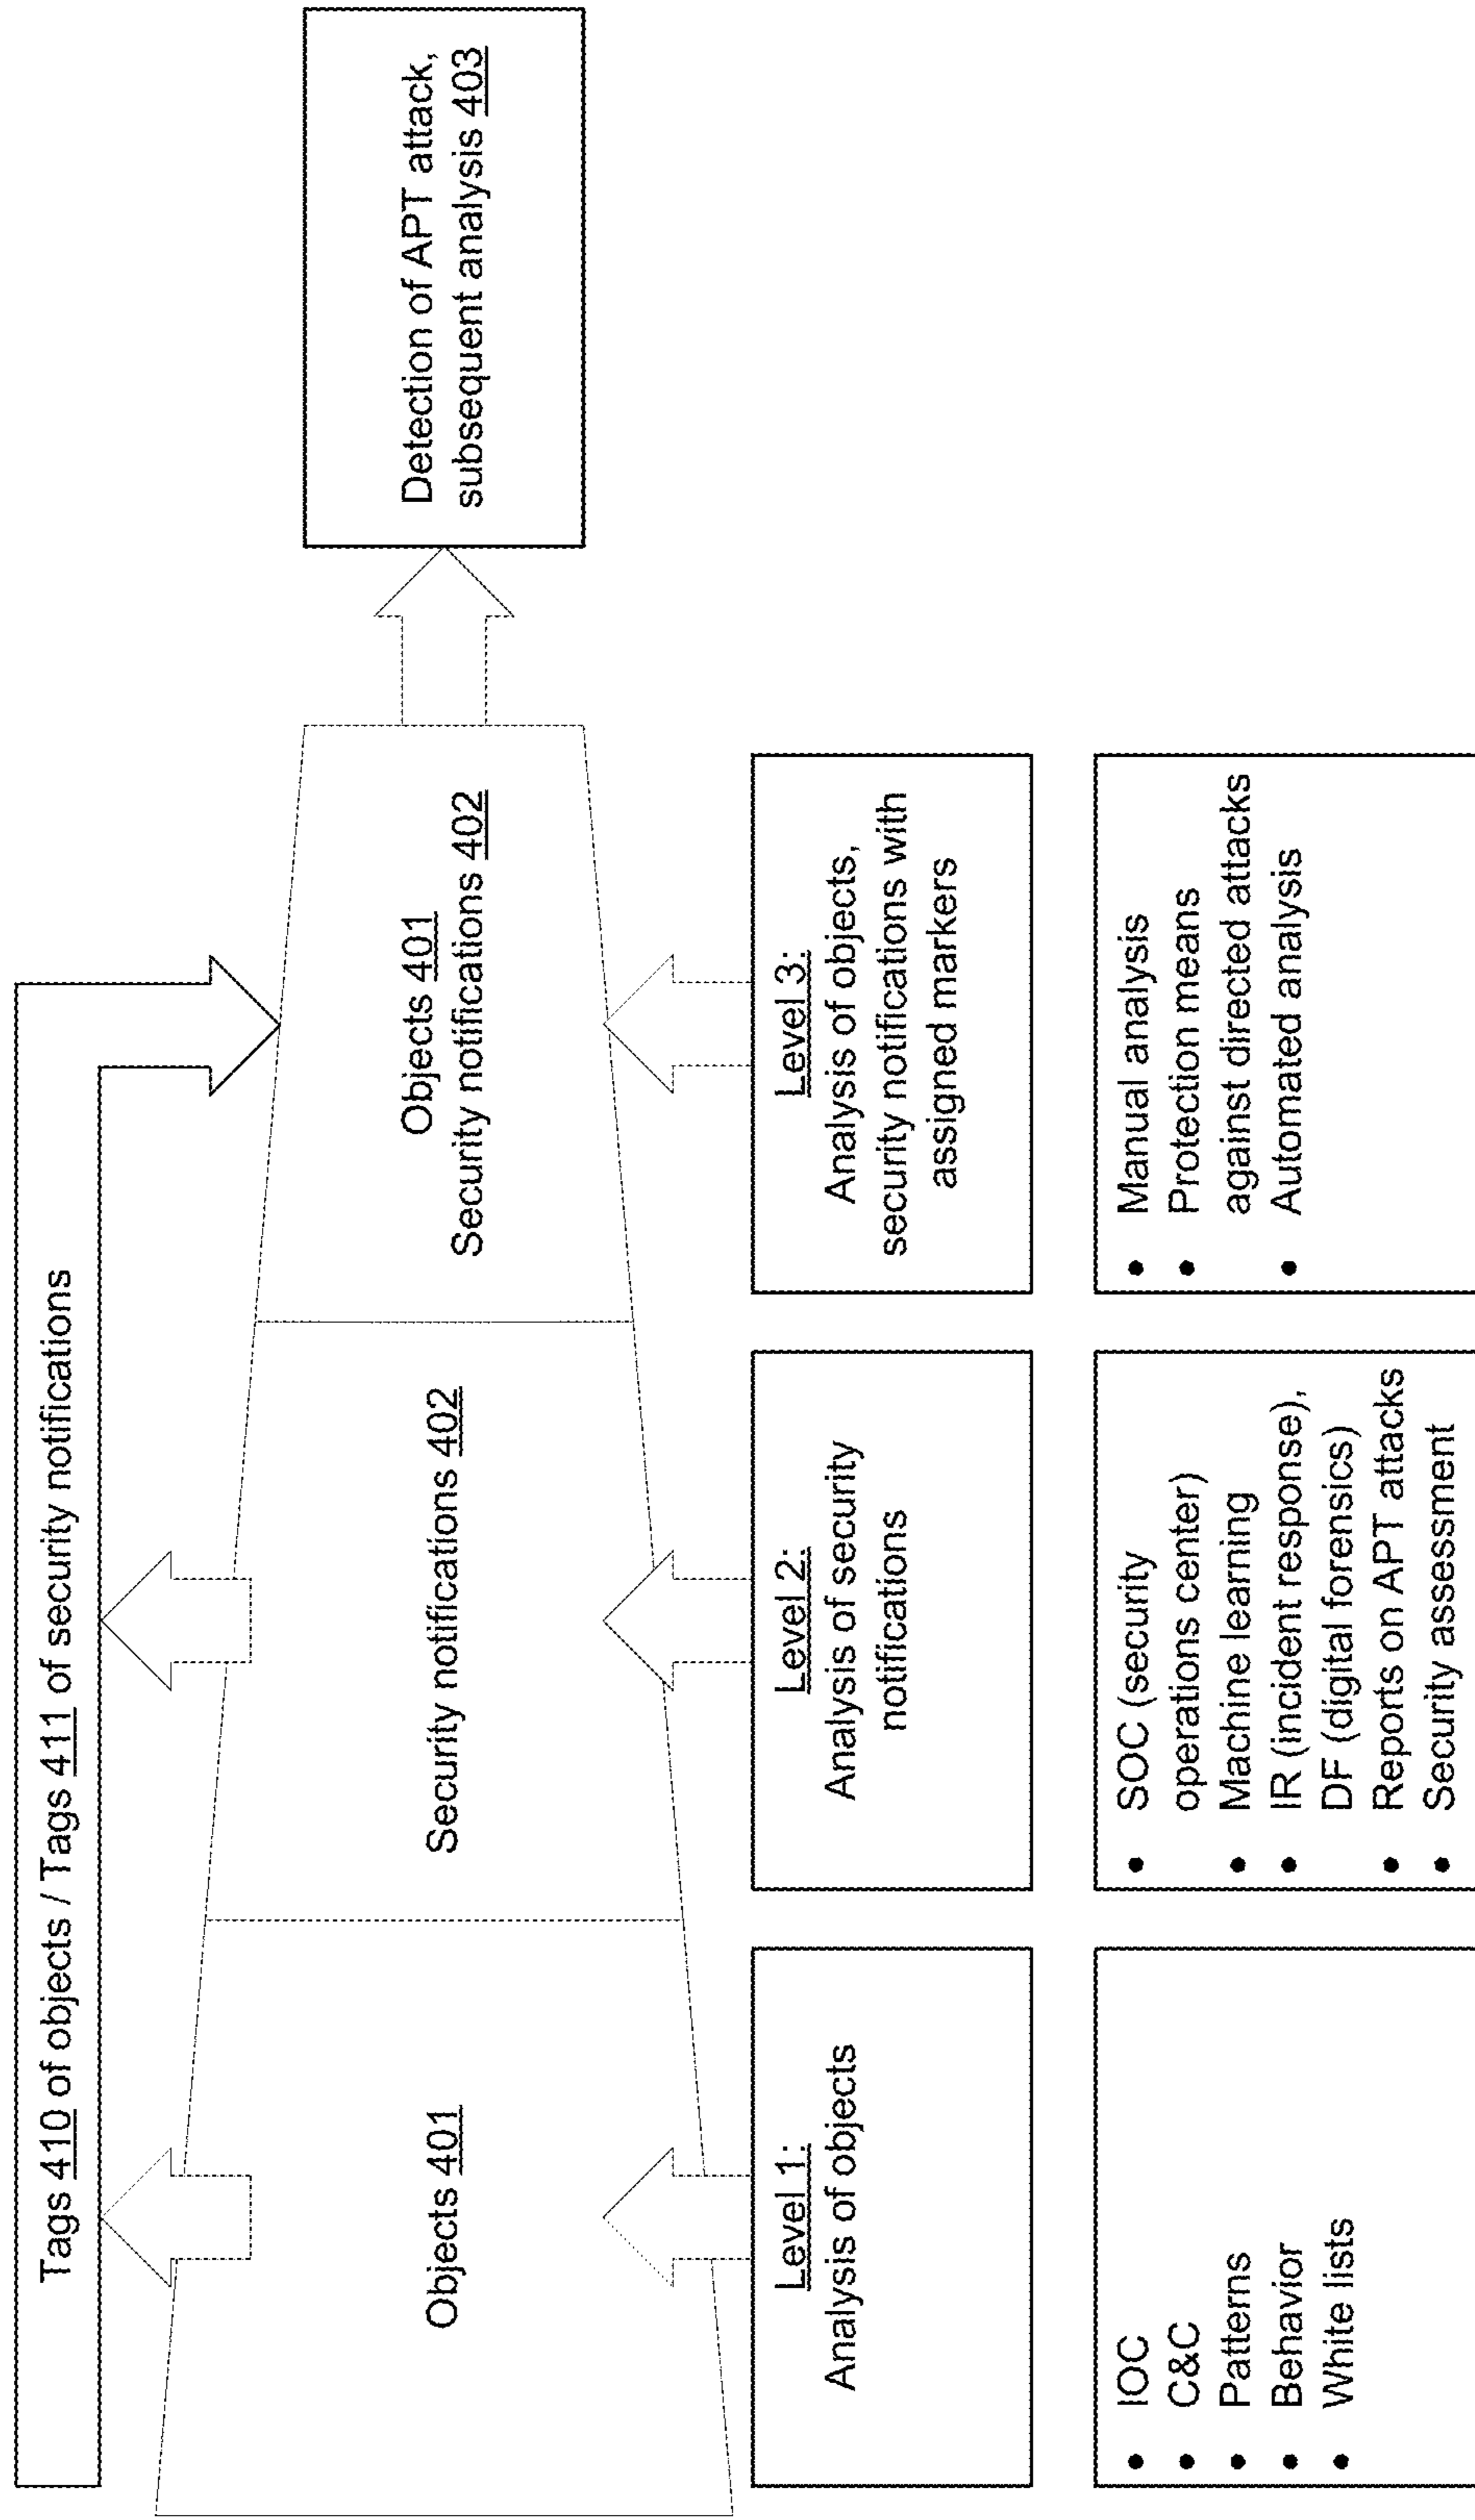 Tags 410 of objects / Tags 411 of security notifications
Objects 401
Security notifications 402
Objects 401
Security notifications 402
Detection of APT attack,
subsequent analysis 403
Level 1:
Analysis of objects
Level 2:
Analysis of security
notifications
Level 3:
Analysis of objects,
security notifications with
assigned markers
• IOC
• C&C
• Patterns
• Behavior
• White lists
• SOC (security
operations center)
• Machine learning
• IR (incident response),
DF (digital forensics)
• Reports on APT attacks
• Security assessment
• Manual analysis
• Protection means
against directed attacks
• Automated analysis